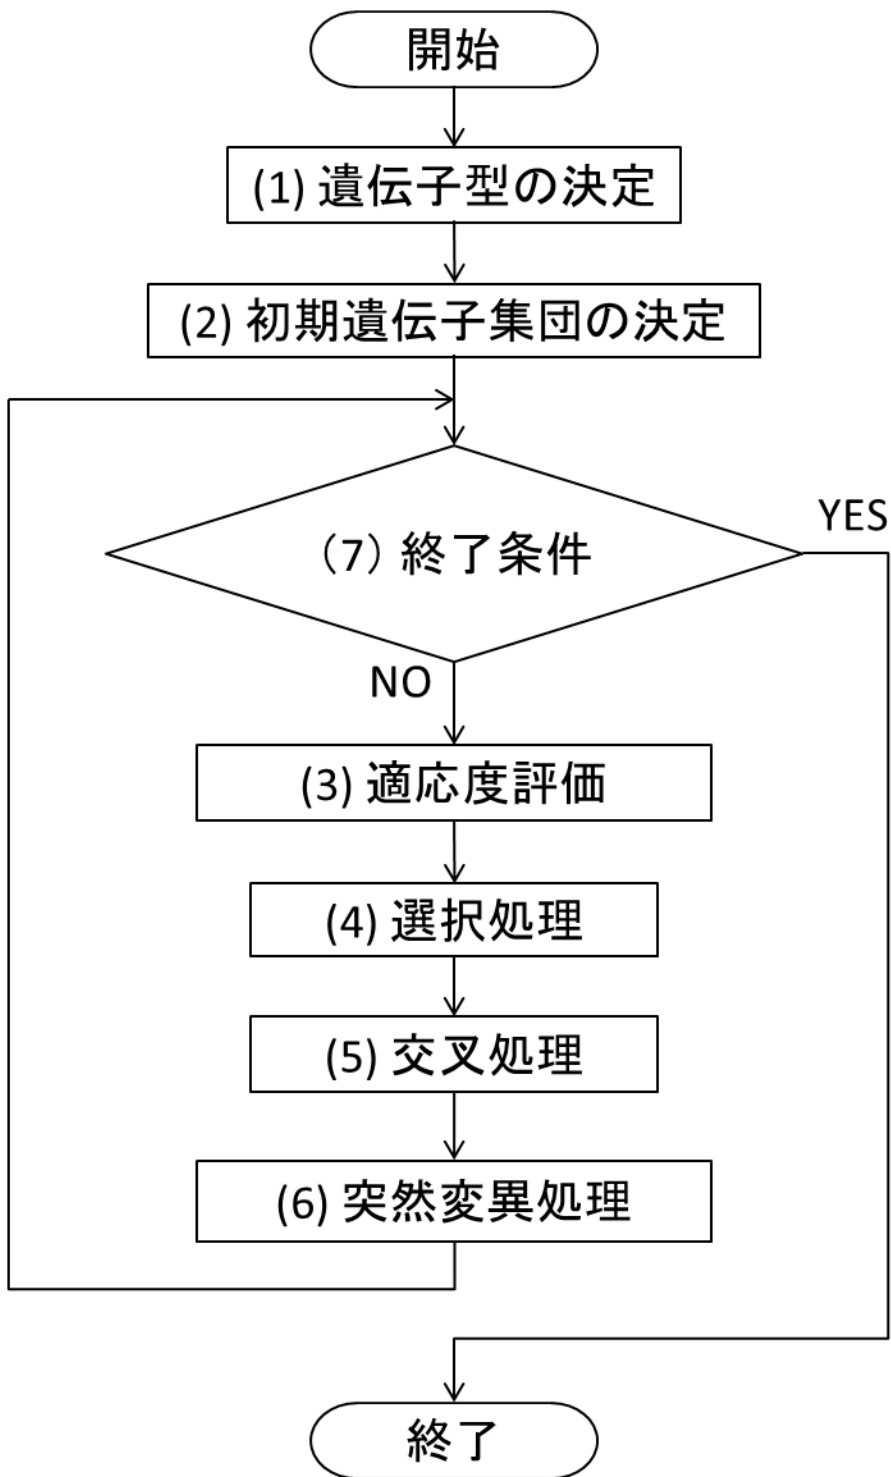 開始
(1) 遺伝子型の決定
(2) 初期遺伝子集団の決定
(7) 終了条件
YES
NO
(3) 適応度評価
(4) 選択処理
(5) 交叉処理
(6) 突然変異処理
終了